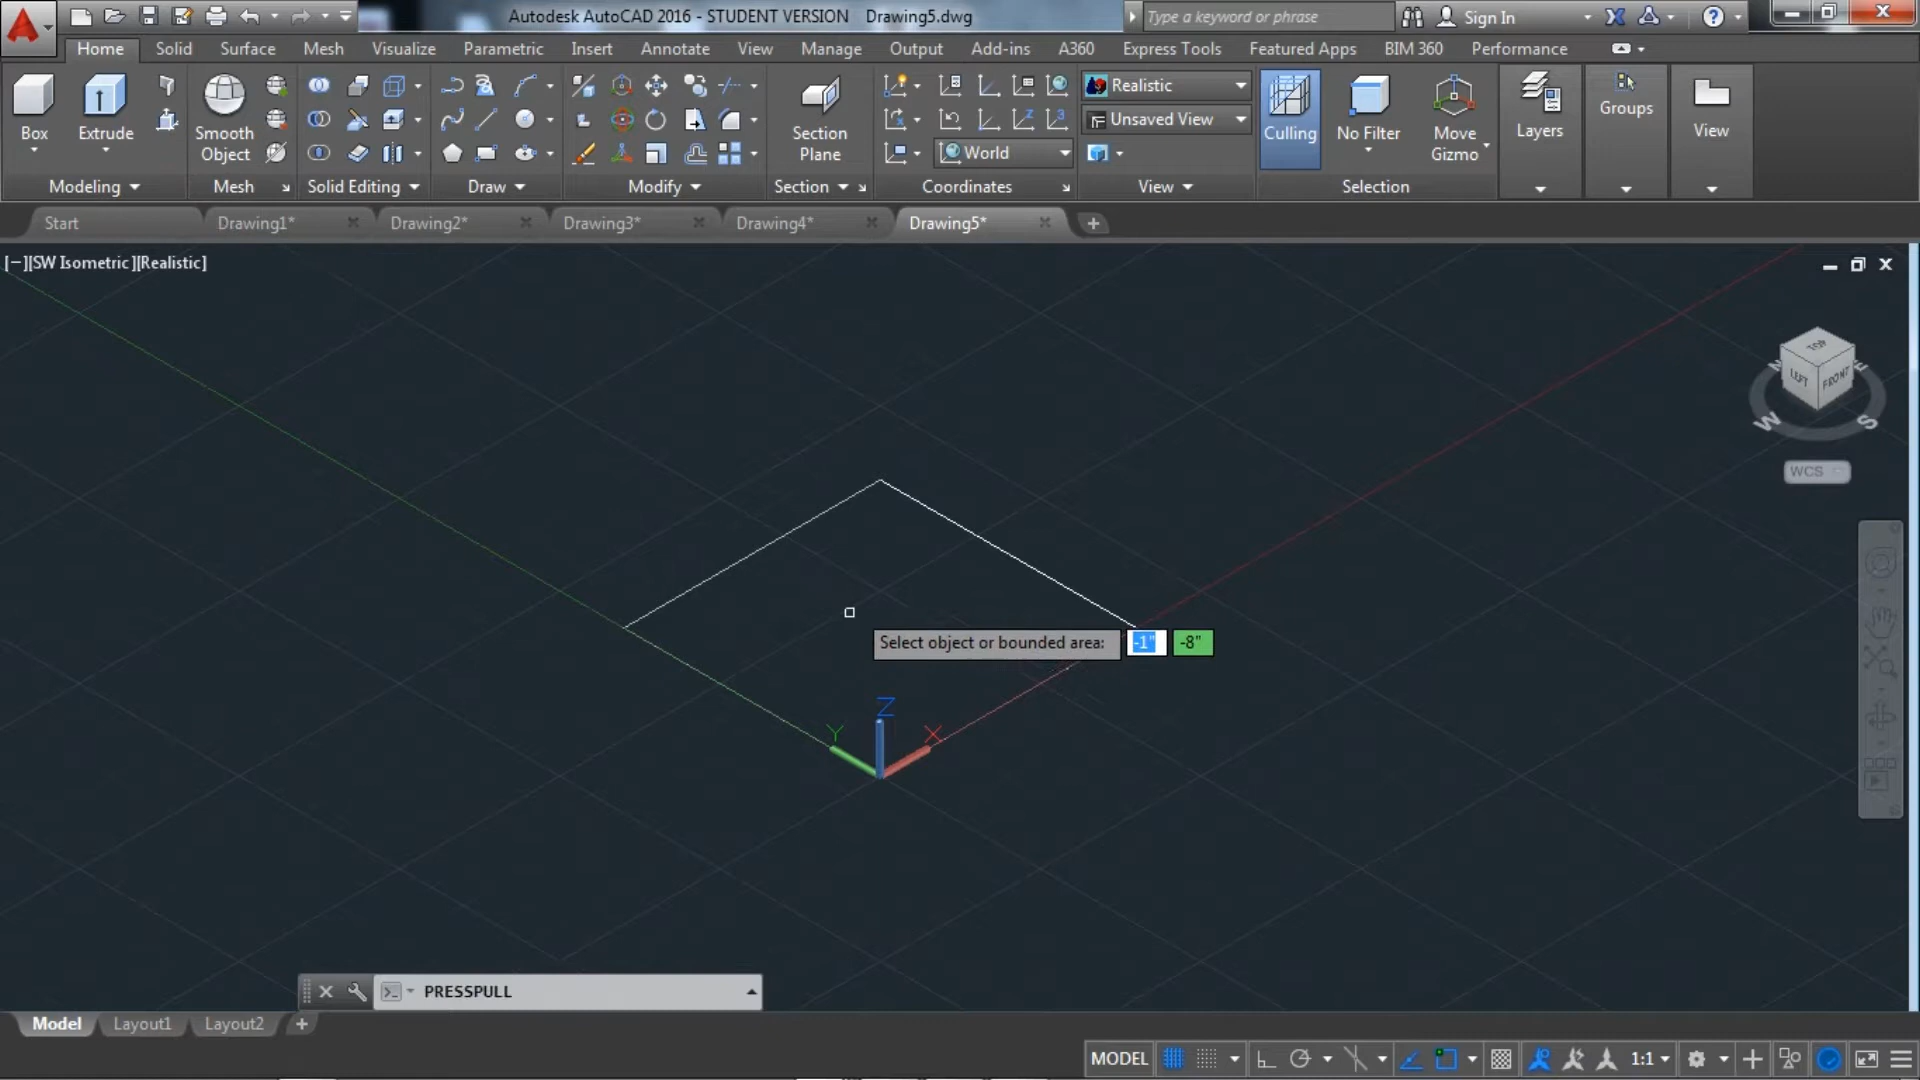 Autodesk AutoCAD 2016 - STUDENT VERSION Drawing5.dwg
Type a keyword or phrase
Sign In
Home Solid Surface Mesh Visualize Parametric Insert Annotate View Manage Output Add-ins A360 Express Tools Featured Apps BIM 360 Performance
Realistic
Unsaved View
World
Box Extrude
Smooth Object
Section Plane
Culling
No Filter
Move Gizmo
Layers
Groups
View
Modeling Mesh Solid Editing Draw Modify Section Coordinates View Selection
Start Drawing1* Drawing2* Drawing3* Drawing4* Drawing5*
[−][SW Isometric][Realistic]
TOP
LEFT FRONT
N E
W S
WCS
Select object or bounded area: -1" -8"
Z
Y X
PRESSPULL
Model Layout1 Layout2
MODEL 1:1